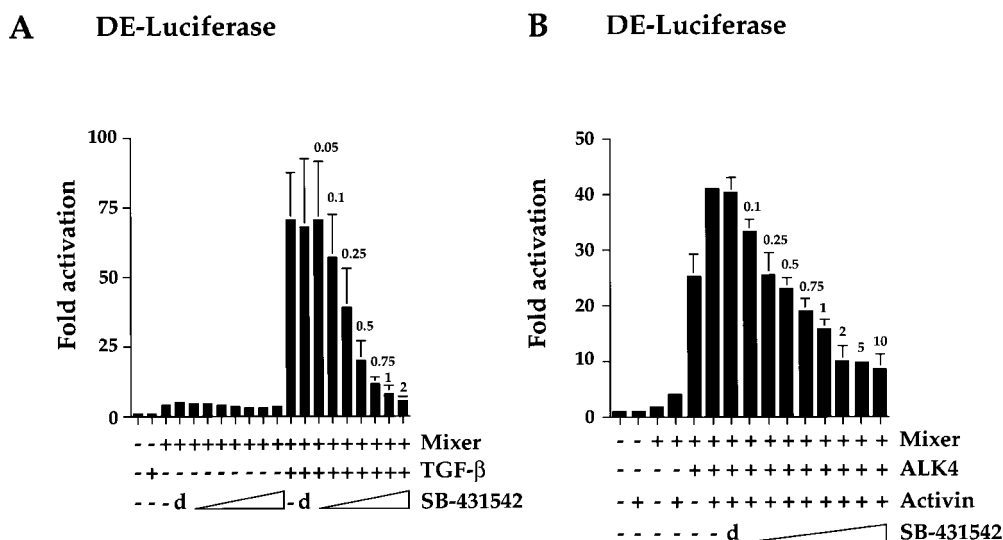 A DE-Luciferase
Fold activation
100
75
50
25
0
0.05
0.1
0.25
0.5
0.75
1
2
- - + + + + + + + + + + + + + + + + + + Mixer
- + - - - - - - - - - + + + + + + + + + TGF-β
- - - d - d SB-431542
B DE-Luciferase
Fold activation
50
40
30
20
10
0
0.1
0.25
0.5
0.75
1
2
5
10
- - + + + + + + + + + + + + + Mixer
- - - - + + + + + + + + + + + ALK4
- + - + - + + + + + + + + + + Activin
- - - - - - d SB-431542